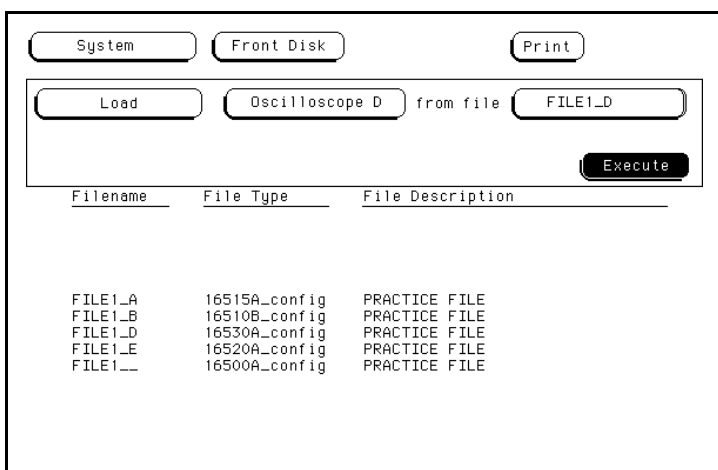 System Front Disk Print
Load Oscilloscope D from file FILE1_D
Execute
Filename File Type File Description
FILE1_A 16515A_config PRACTICE FILE
FILE1_B 16510B_config PRACTICE FILE
FILE1_D 16530A_config PRACTICE FILE
FILE1_E 16520A_config PRACTICE FILE
FILE1__ 16500A_config PRACTICE FILE